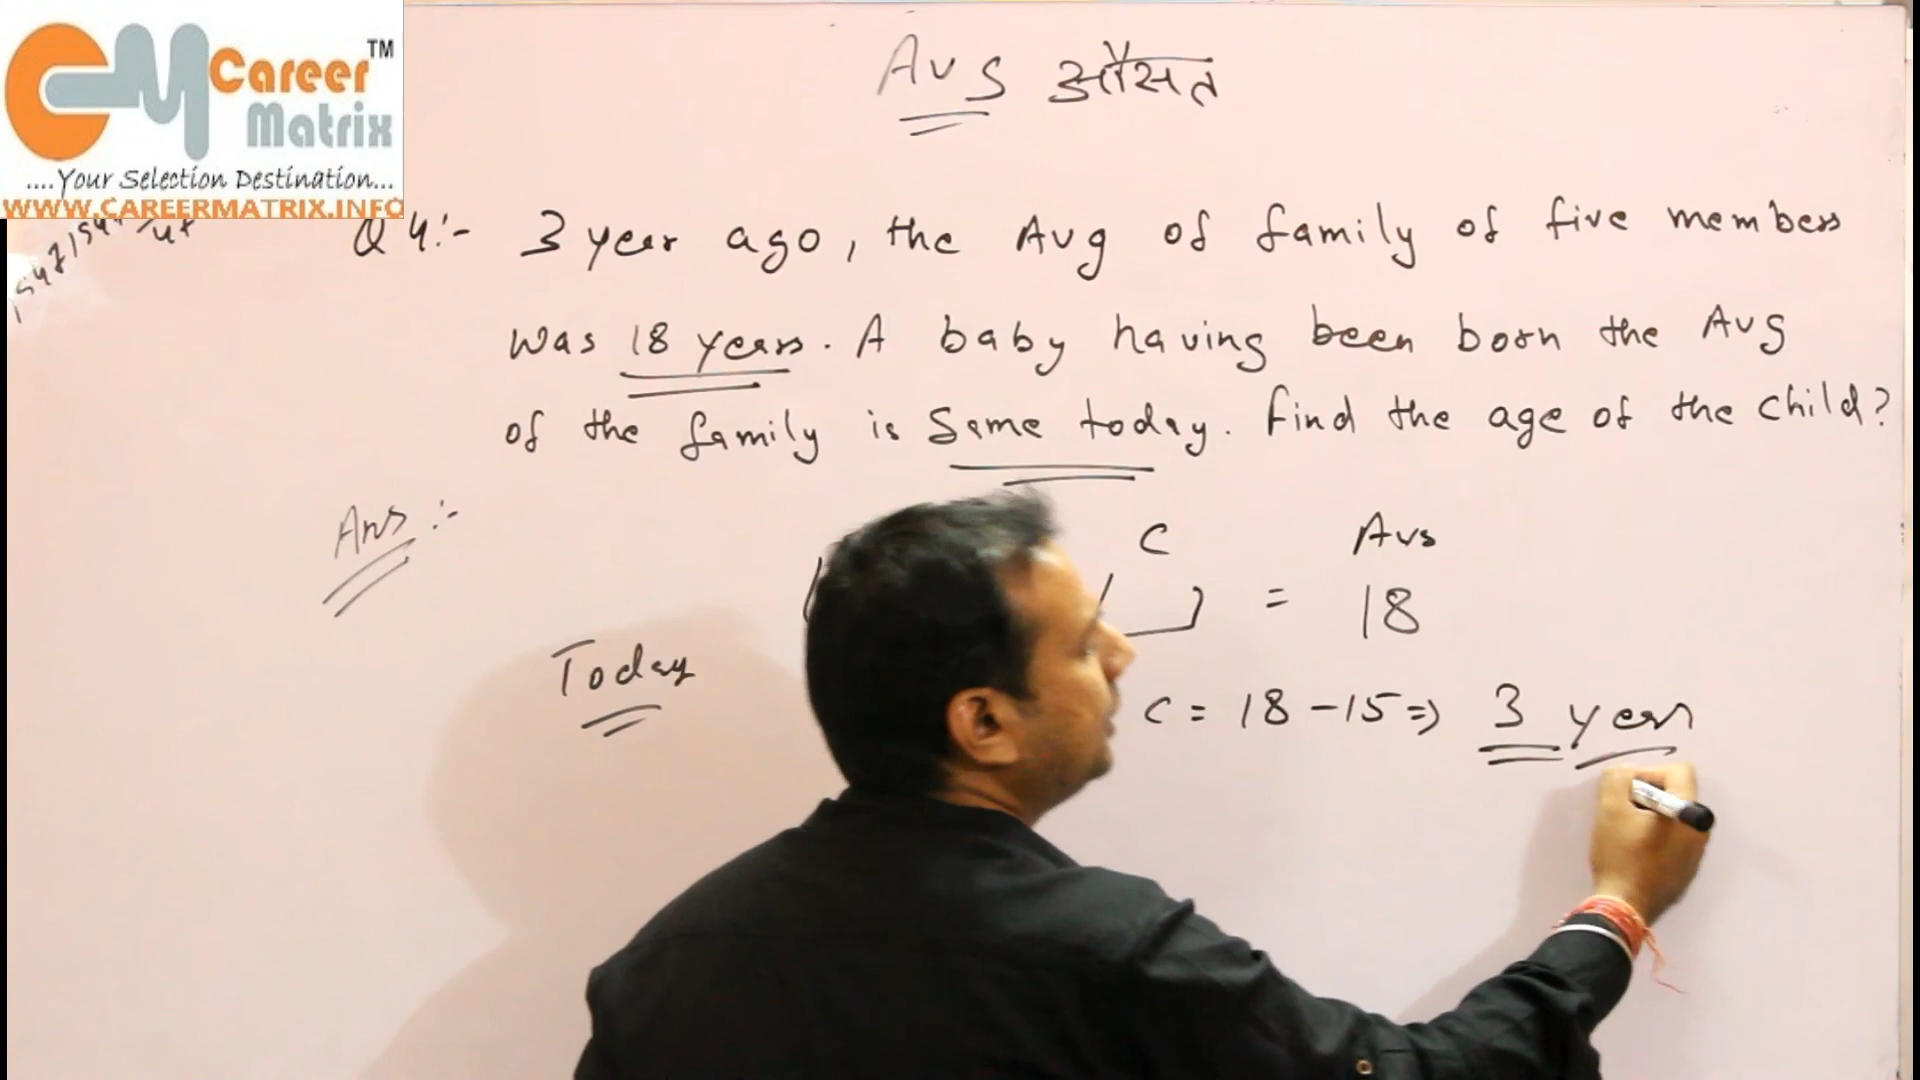 Career Matrix TM
....Your Selection Destination...
WWW.CAREERMATRIX.INFO
Avg औसत
Q4:- 3 year ago, the Avg of family of five members
was 18 years. A baby having been born the Avg
of the family is Same today. Find the age of the child?
Ans :-
C Avg
= 18
Today
C = 18 - 15 => 3 years